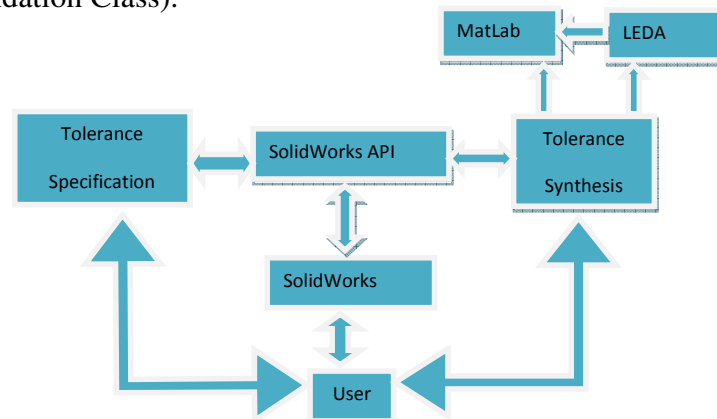 dation Class).
MatLab
LEDA
Tolerance
Specification
SolidWorks API
Tolerance
Synthesis
SolidWorks
User